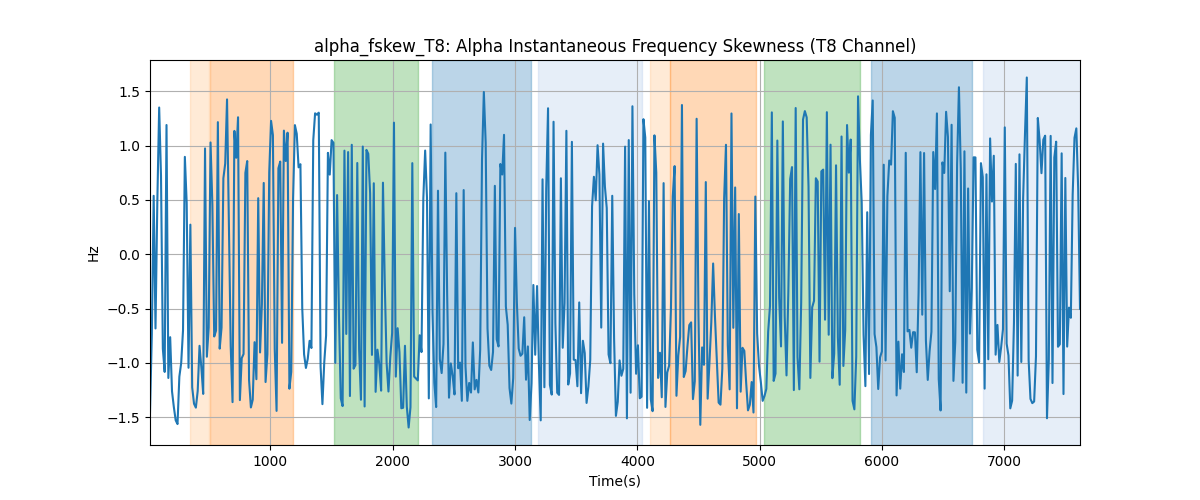 alpha_fskew_T8: Alpha Instantaneous Frequency Skewness (T8 Channel)
Hz
1.5
1.0
0.5
0.0
−0.5
−1.0
−1.5
1000 2000 3000 4000 5000 6000 7000
Time(s)